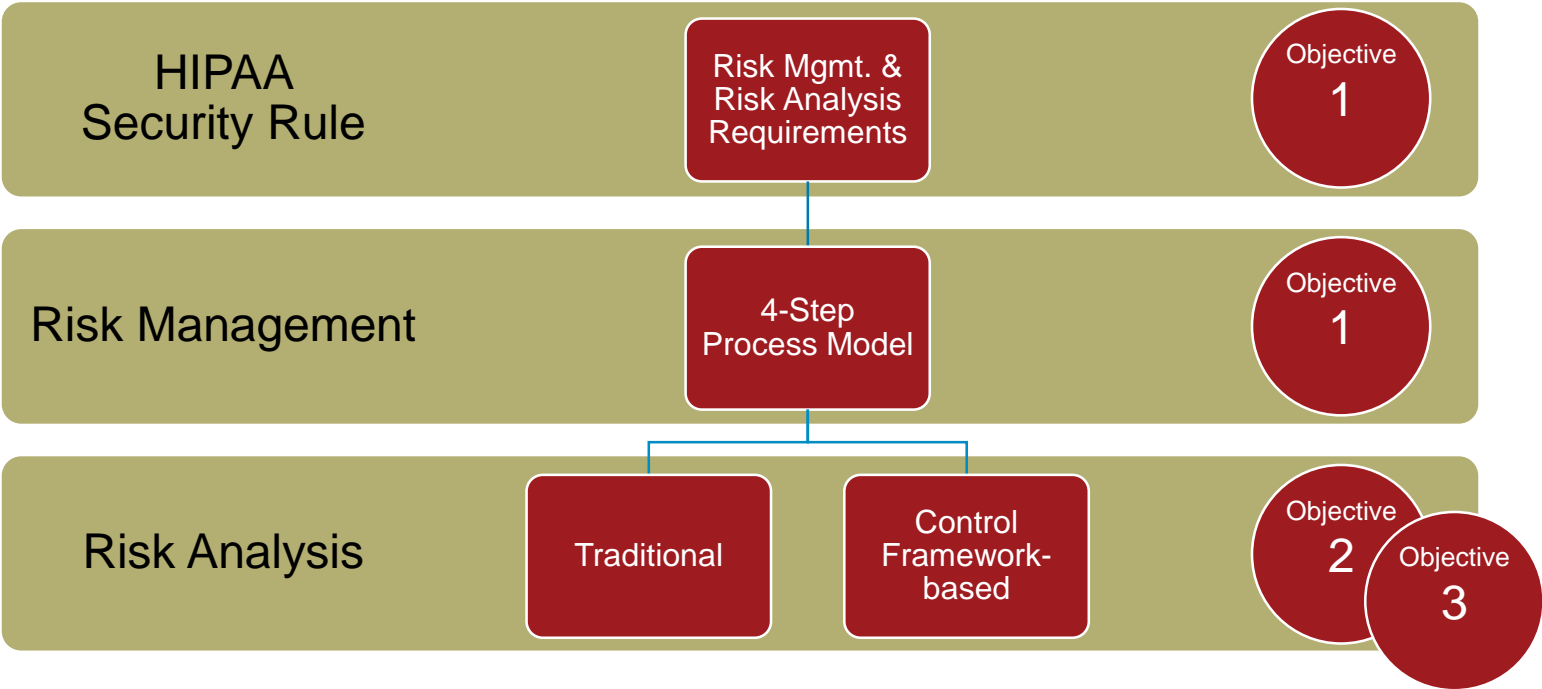 HIPAA
Security Rule
Risk Mgmt. &
Risk Analysis
Requirements
Objective
1
Risk Management
4-Step
Process Model
Objective
1
Risk Analysis
Traditional
Control
Framework-
based
Objective
2
Objective
3